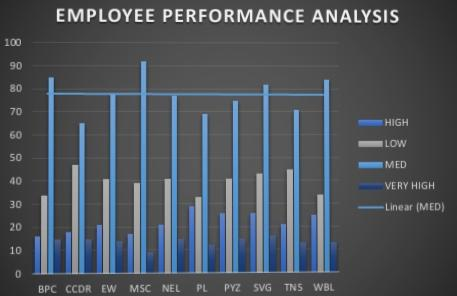 EMPLOYEE PERFORMANCE ANALYSIS
100
90
80
70
60
50
40
30
20
10
0
BPC CCDR EW MSC NEL PL PYZ SVG TNS WBL
HIGH
LOW
MED
VERY HIGH
Linear (MED)